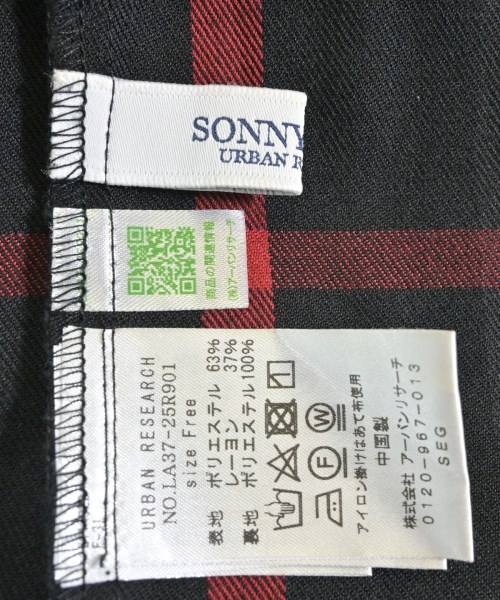 SONNY
URBAN R
商品の関連情報
(株)アーバンリサーチ
URBAN RESEARCH
NO.LA37-25R901
size Free
表地 ポリエステル 63%
レーヨン 37%
裏地 ポリエステル 100%
W
F
アイロン掛けはあて布使用
中国製
株式会社 アーバンリサーチ
0120-967-013
SEG